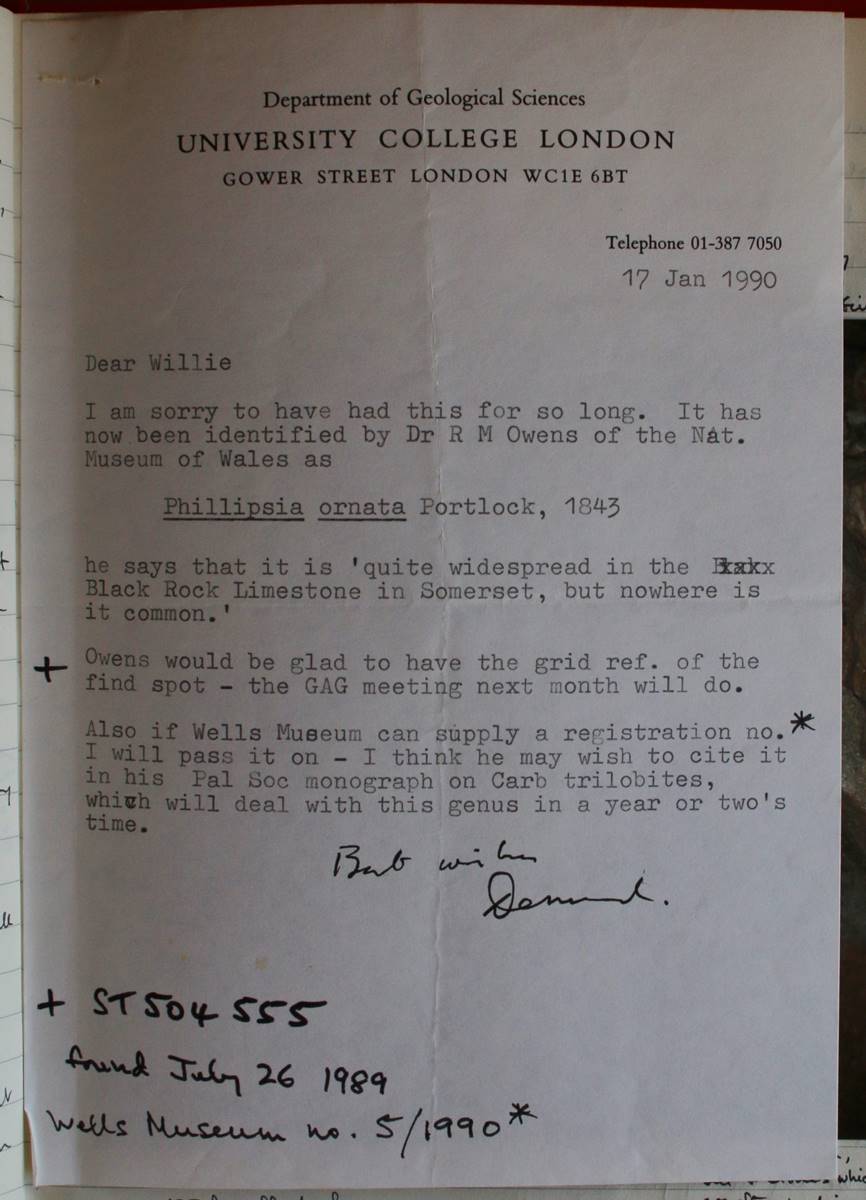 Department of Geological Sciences
UNIVERSITY COLLEGE LONDON
GOWER STREET LONDON WC1E 6BT
Telephone 01-387 7050
17 Jan 1990
Dear Willie
I am sorry to have had this for so long. It has
now been identified by Dr R M Owens of the Nat.
Museum of Wales as
Phillipsia ornata Portlock, 1843
he says that it is 'quite widespread in the
Black Rock Limestone in Somerset, but nowhere is
it common.'
+ Owens would be glad to have the grid ref. of the
find spot - the GAG meeting next month will do.
Also if Wells Museum can supply a registration no.*
I will pass it on - I think he may wish to cite it
in his Pal Soc monograph on Carb trilobites,
which will deal with this genus in a year or two's
time.
Best wishes
Desmond.
+ ST 504 555
found July 26 1989
Wells Museum no. 5/1990*